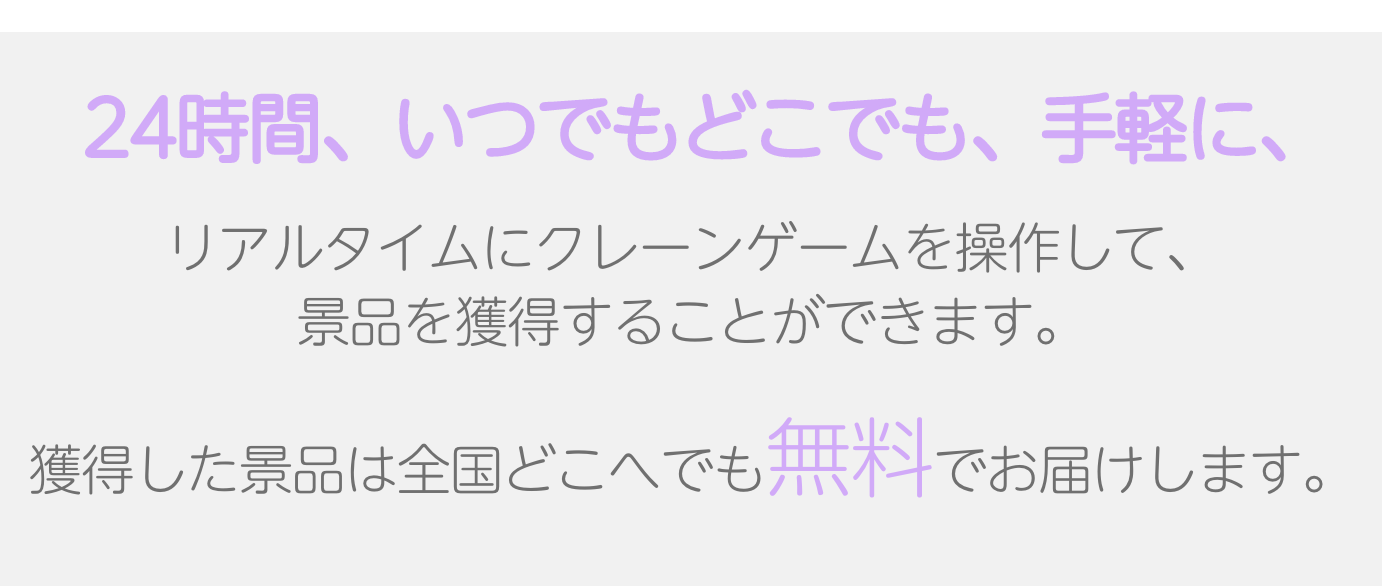 24時間、いつでもどこでも、手軽に、
リアルタイムにクレーンゲームを操作して、
景品を獲得することができます。
獲得した景品は全国どこへでも無料でお届けします。